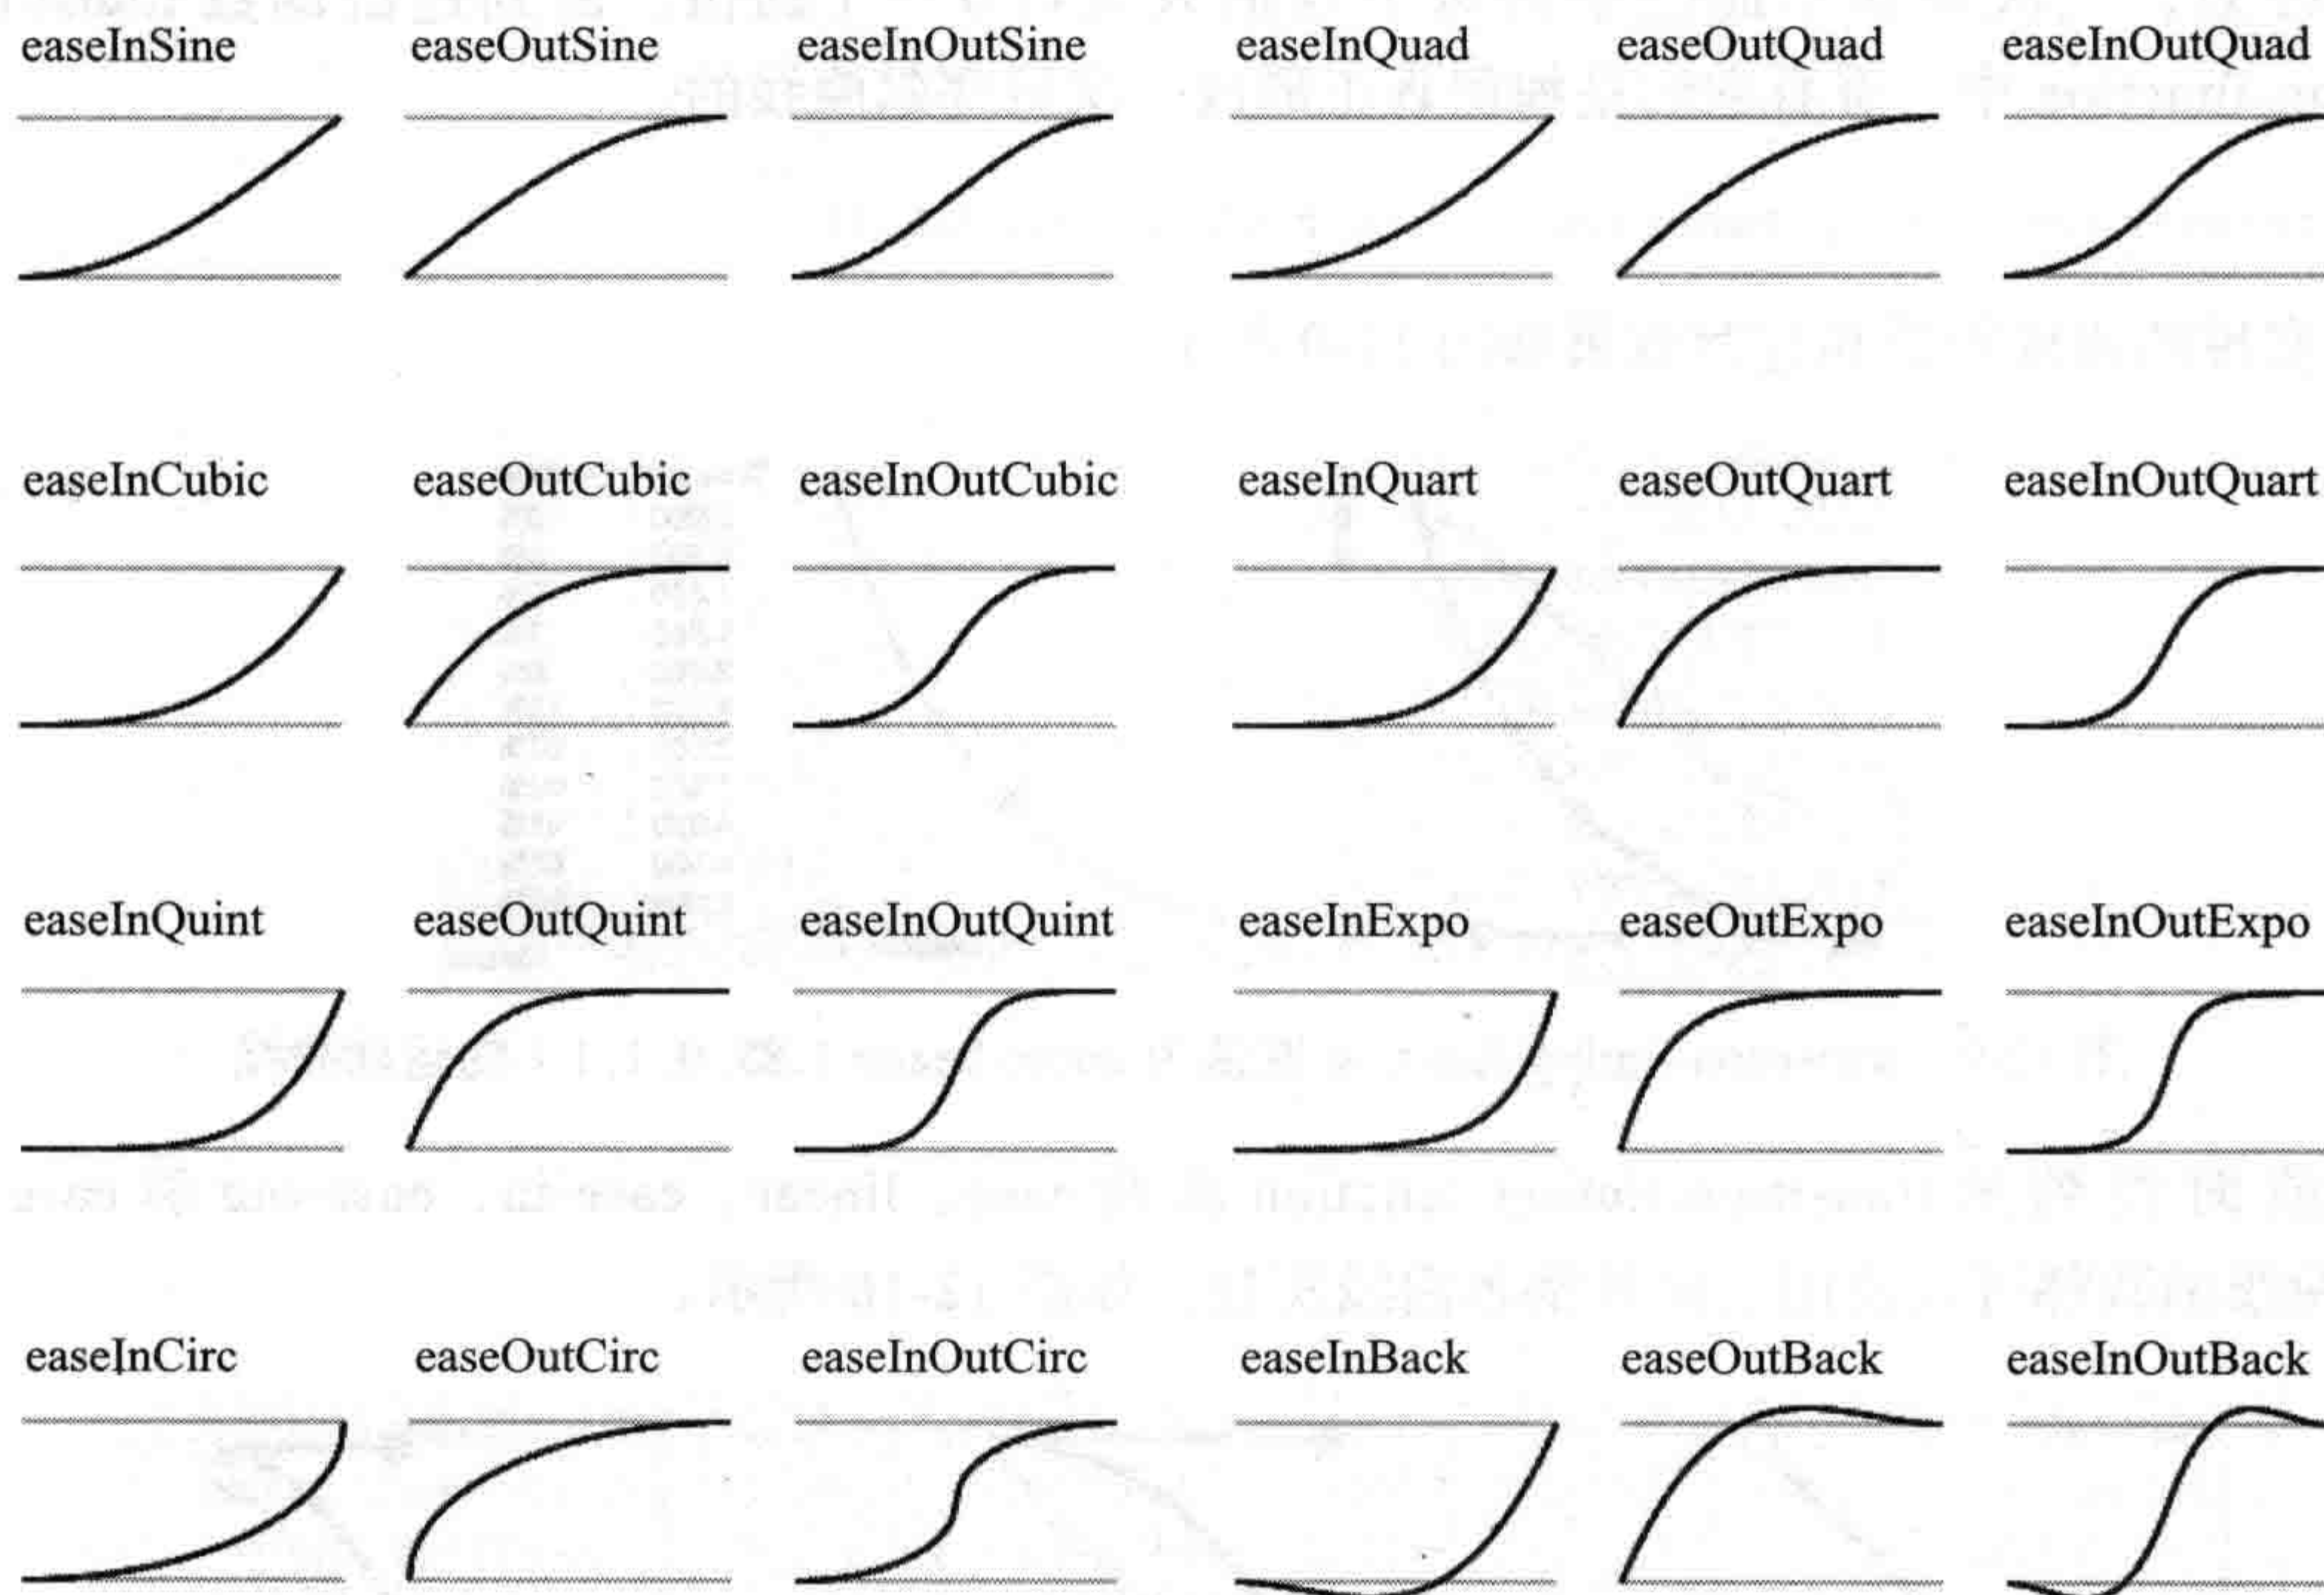 easeInSine easeOutSine easeInOutSine easeInQuad easeOutQuad easeInOutQuad
easeInCubic easeOutCubic easeInOutCubic easeInQuart easeOutQuart easeInOutQuart
easeInQuint easeOutQuint easeInOutQuint easeInExpo easeOutExpo easeInOutExpo
easeInCirc easeOutCirc easeInOutCirc easeInBack easeOutBack easeInOutBack